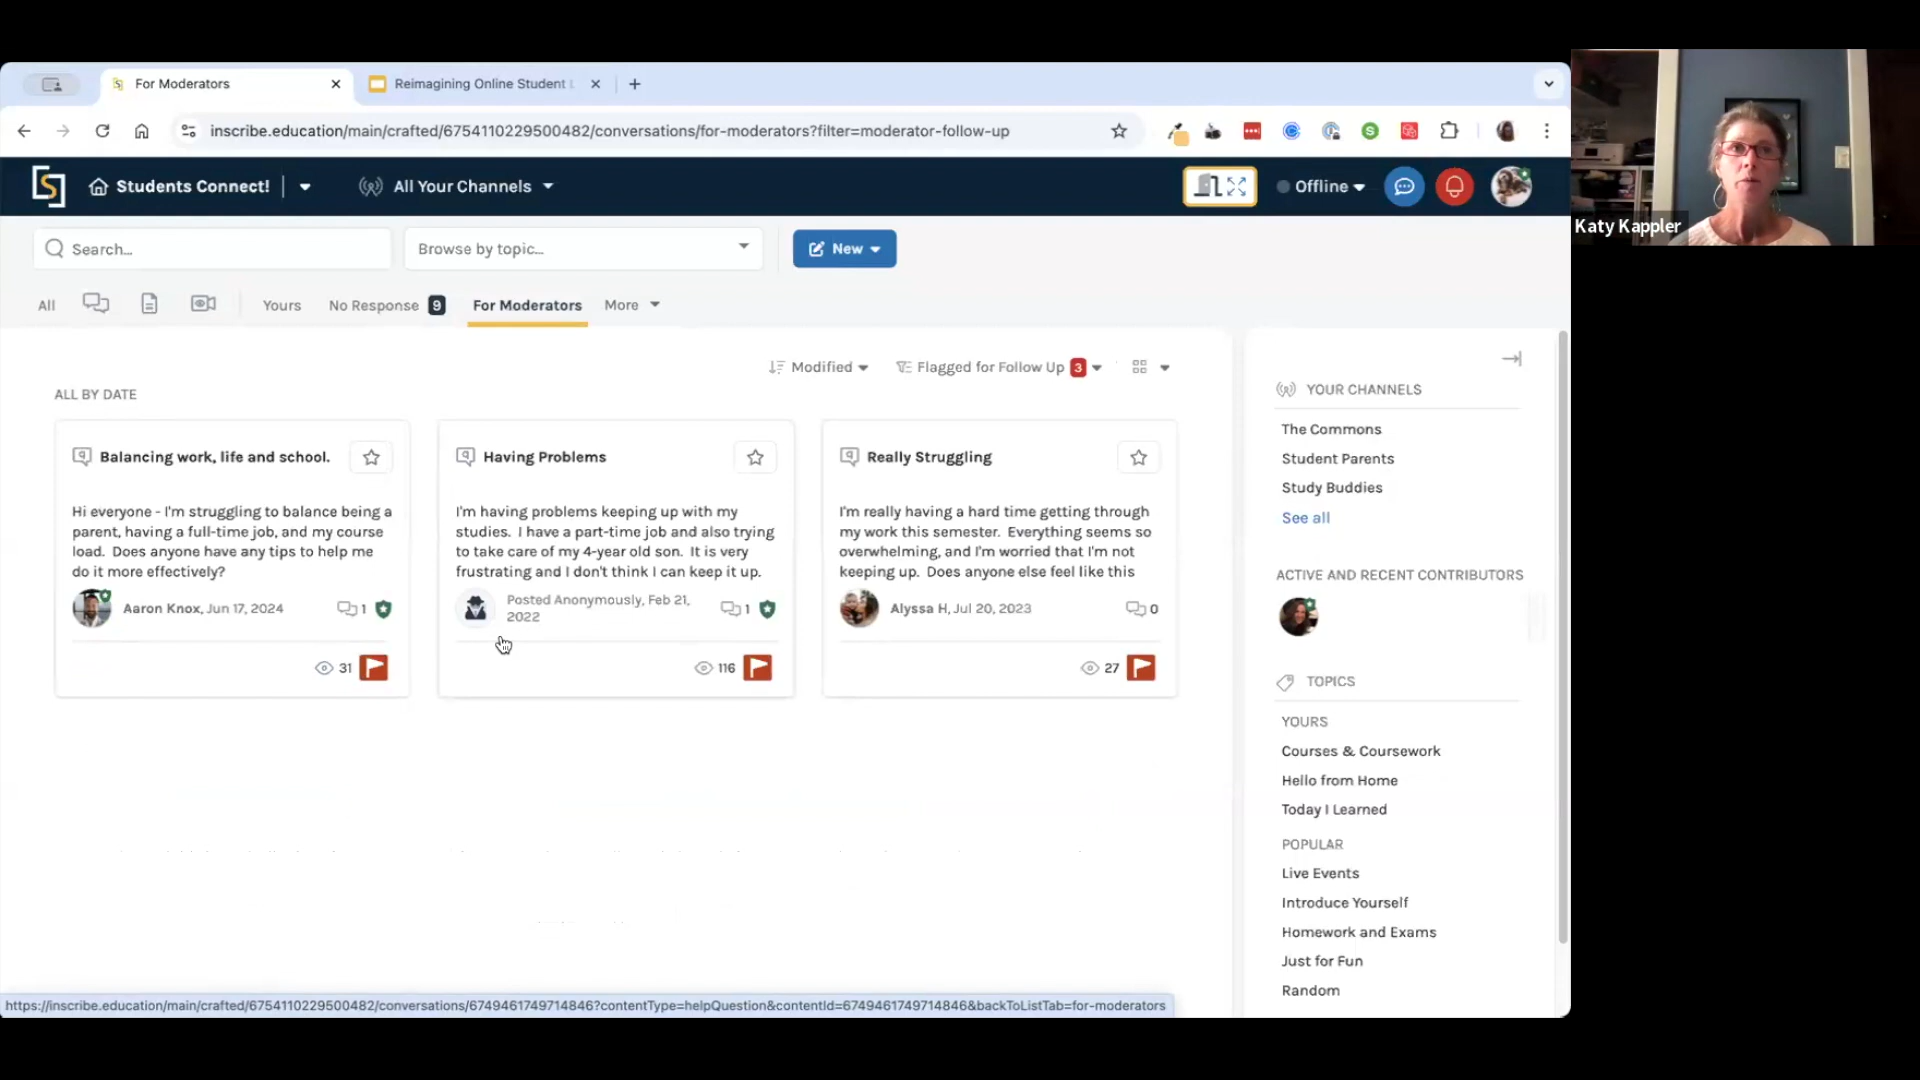 For Moderators
Reimagining Online Student
inscribe.education/main/crafted/6754110229500482/conversations/for-moderators?filter=moderator-follow-up
Students Connect!
All Your Channels
Offline
Katy Kappler
Search...
Browse by topic...
New
All
Yours
No Response 9
For Moderators
More
Modified
Flagged for Follow Up 3
ALL BY DATE
Balancing work, life and school.
Hi everyone - I'm struggling to balance being a
parent, having a full-time job, and my course
load. Does anyone have any tips to help me
do it more effectively?
Aaron Knox, Jun 17, 2024
1
31
Having Problems
I'm having problems keeping up with my
studies. I have a part-time job and also trying
to take care of my 4-year old son. It is very
frustrating and I don't think I can keep it up.
Posted Anonymously, Feb 21,
2022
1
116
Really Struggling
I'm really having a hard time getting through
my work this semester. Everything seems so
overwhelming, and I'm worried that I'm not
keeping up. Does anyone else feel like this
Alyssa H, Jul 20, 2023
0
27
YOUR CHANNELS
The Commons
Student Parents
Study Buddies
See all
ACTIVE AND RECENT CONTRIBUTORS
TOPICS
YOURS
Courses & Coursework
Hello from Home
Today I Learned
POPULAR
Live Events
Introduce Yourself
Homework and Exams
Just for Fun
Random
https://inscribe.education/main/crafted/6754110229500482/conversations/6749461749714846?contentType=helpQuestion&contentId=6749461749714846&backToListTab=for-moderators